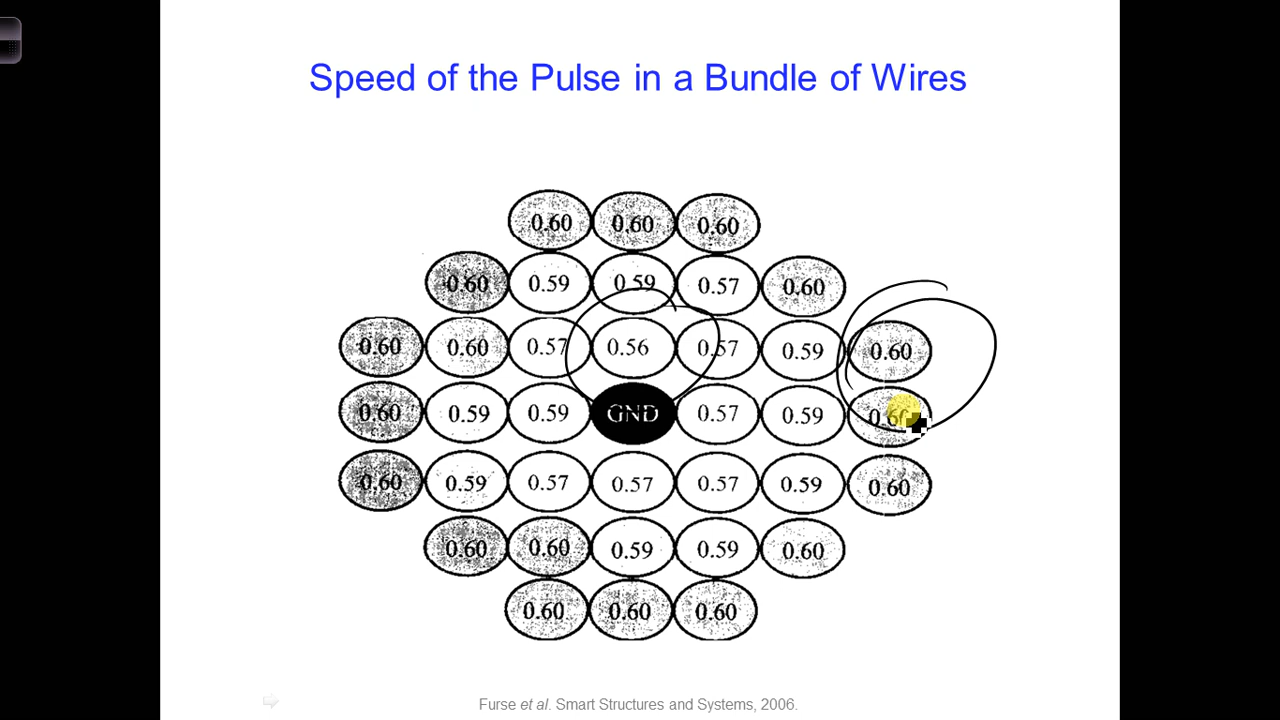 Speed of the Pulse in a Bundle of Wires
0.60 0.60 0.60
0.60 0.59 0.59 0.57 0.60
0.60 0.60 0.57 0.56 0.57 0.59 0.60
0.60 0.59 0.59 GND 0.57 0.59 0.60
0.60 0.59 0.57 0.57 0.57 0.59 0.60
0.60 0.60 0.59 0.59 0.60
0.60 0.60 0.60
Furse et al. Smart Structures and Systems, 2006.